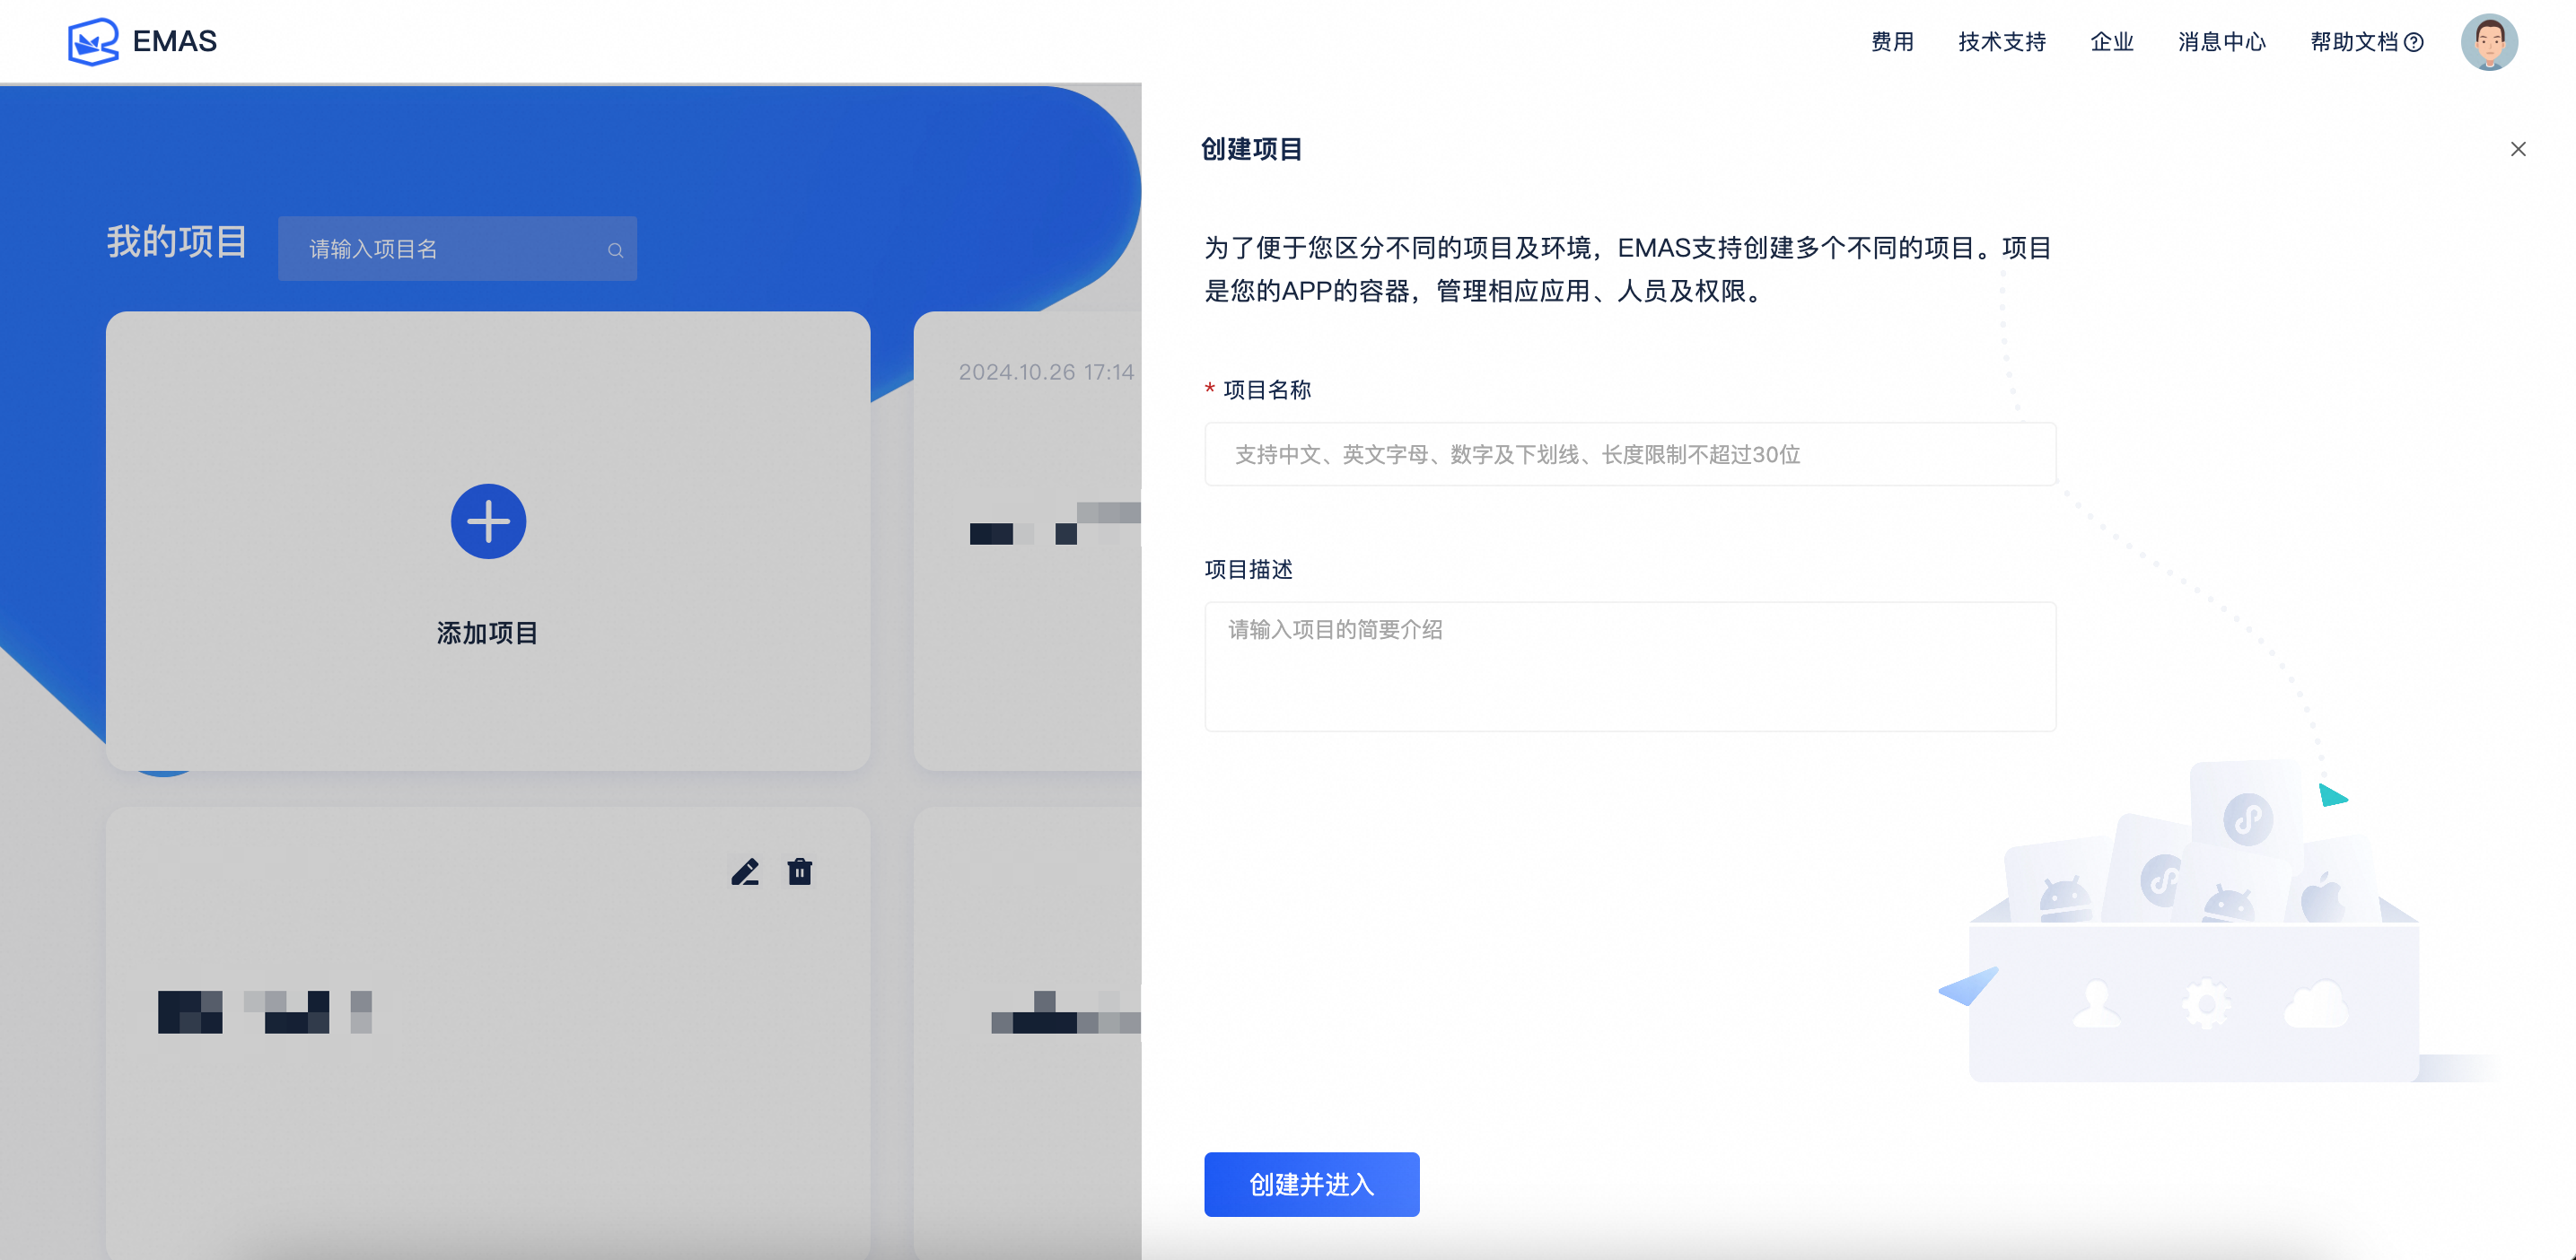 EMAS
费用 技术支持 企业 消息中心 帮助文档
我的项目
请输入项目名
2024.10.26 17:14
添加项目
创建项目
为了便于您区分不同的项目及环境，EMAS支持创建多个不同的项目。项目
是您的APP的容器，管理相应应用、人员及权限。
* 项目名称
支持中文、英文字母、数字及下划线、长度限制不超过30位
项目描述
请输入项目的简要介绍
创建并进入